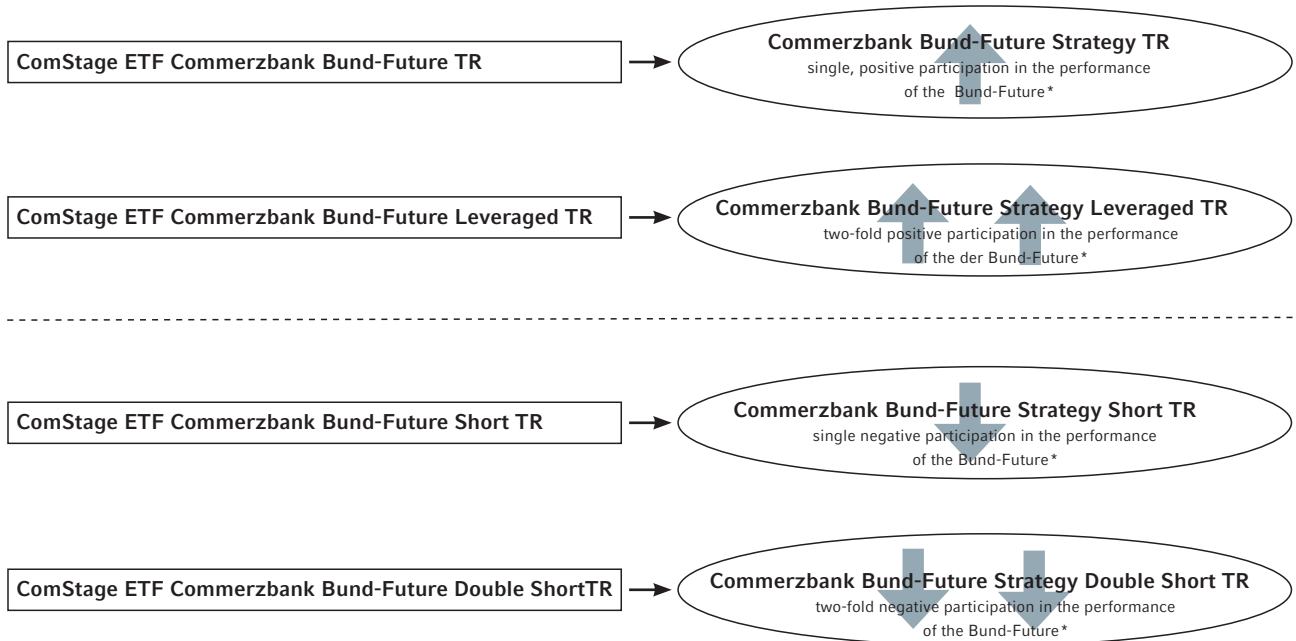 ComStage ETF Commerzbank Bund-Future TR
Commerzbank Bund-Future Strategy TR
single, positive participation in the performance
of the Bund-Future*
ComStage ETF Commerzbank Bund-Future Leveraged TR
Commerzbank Bund-Future Strategy Leveraged TR
two-fold positive participation in the performance
of the der Bund-Future*
ComStage ETF Commerzbank Bund-Future Short TR
Commerzbank Bund-Future Strategy Short TR
single negative participation in the performance
of the Bund-Future*
ComStage ETF Commerzbank Bund-Future Double ShortTR
Commerzbank Bund-Future Strategy Double Short TR
two-fold negative participation in the performance
of the Bund-Future*